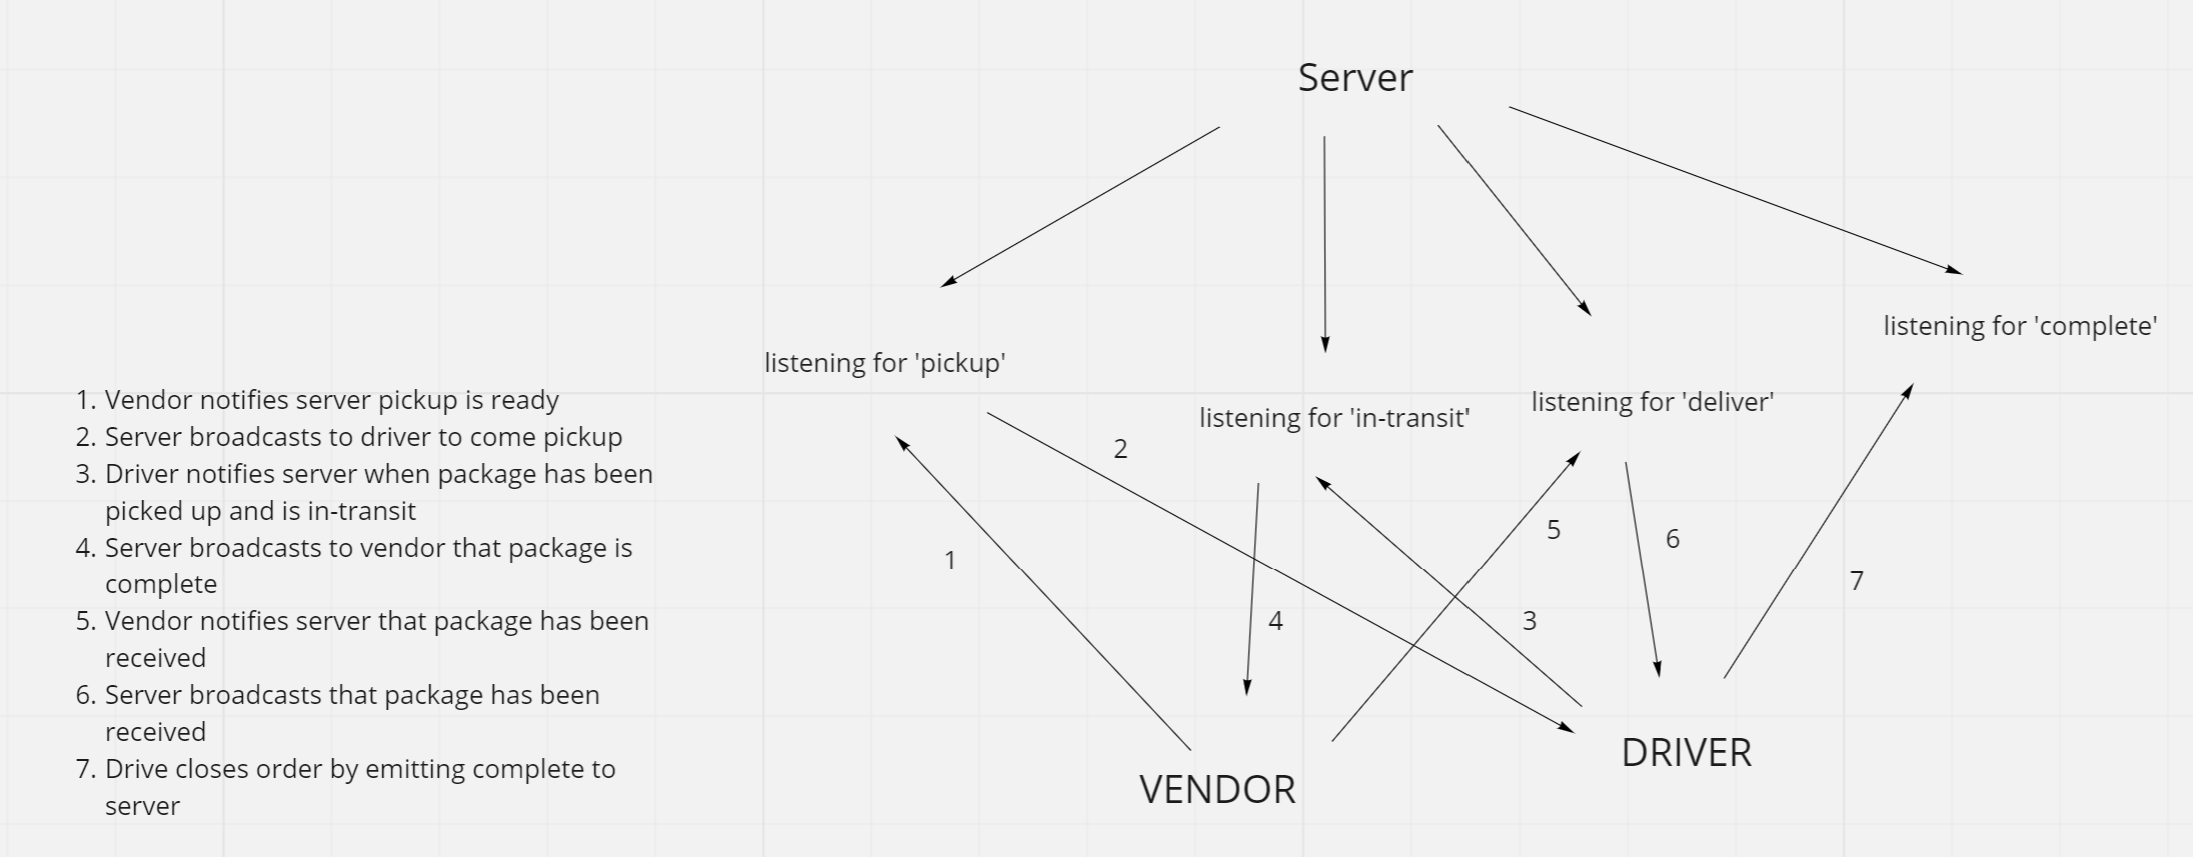 Server
listening for 'complete'
listening for 'pickup'
listening for 'deliver'
listening for 'in-transit'
1. Vendor notifies server pickup is ready
2. Server broadcasts to driver to come pickup
3. Driver notifies server when package has been
picked up and is in-transit
4. Server broadcasts to vendor that package is
complete
5. Vendor notifies server that package has been
received
6. Server broadcasts that package has been
received
7. Drive closes order by emitting complete to
server
2
5
6
1
7
4
3
DRIVER
VENDOR